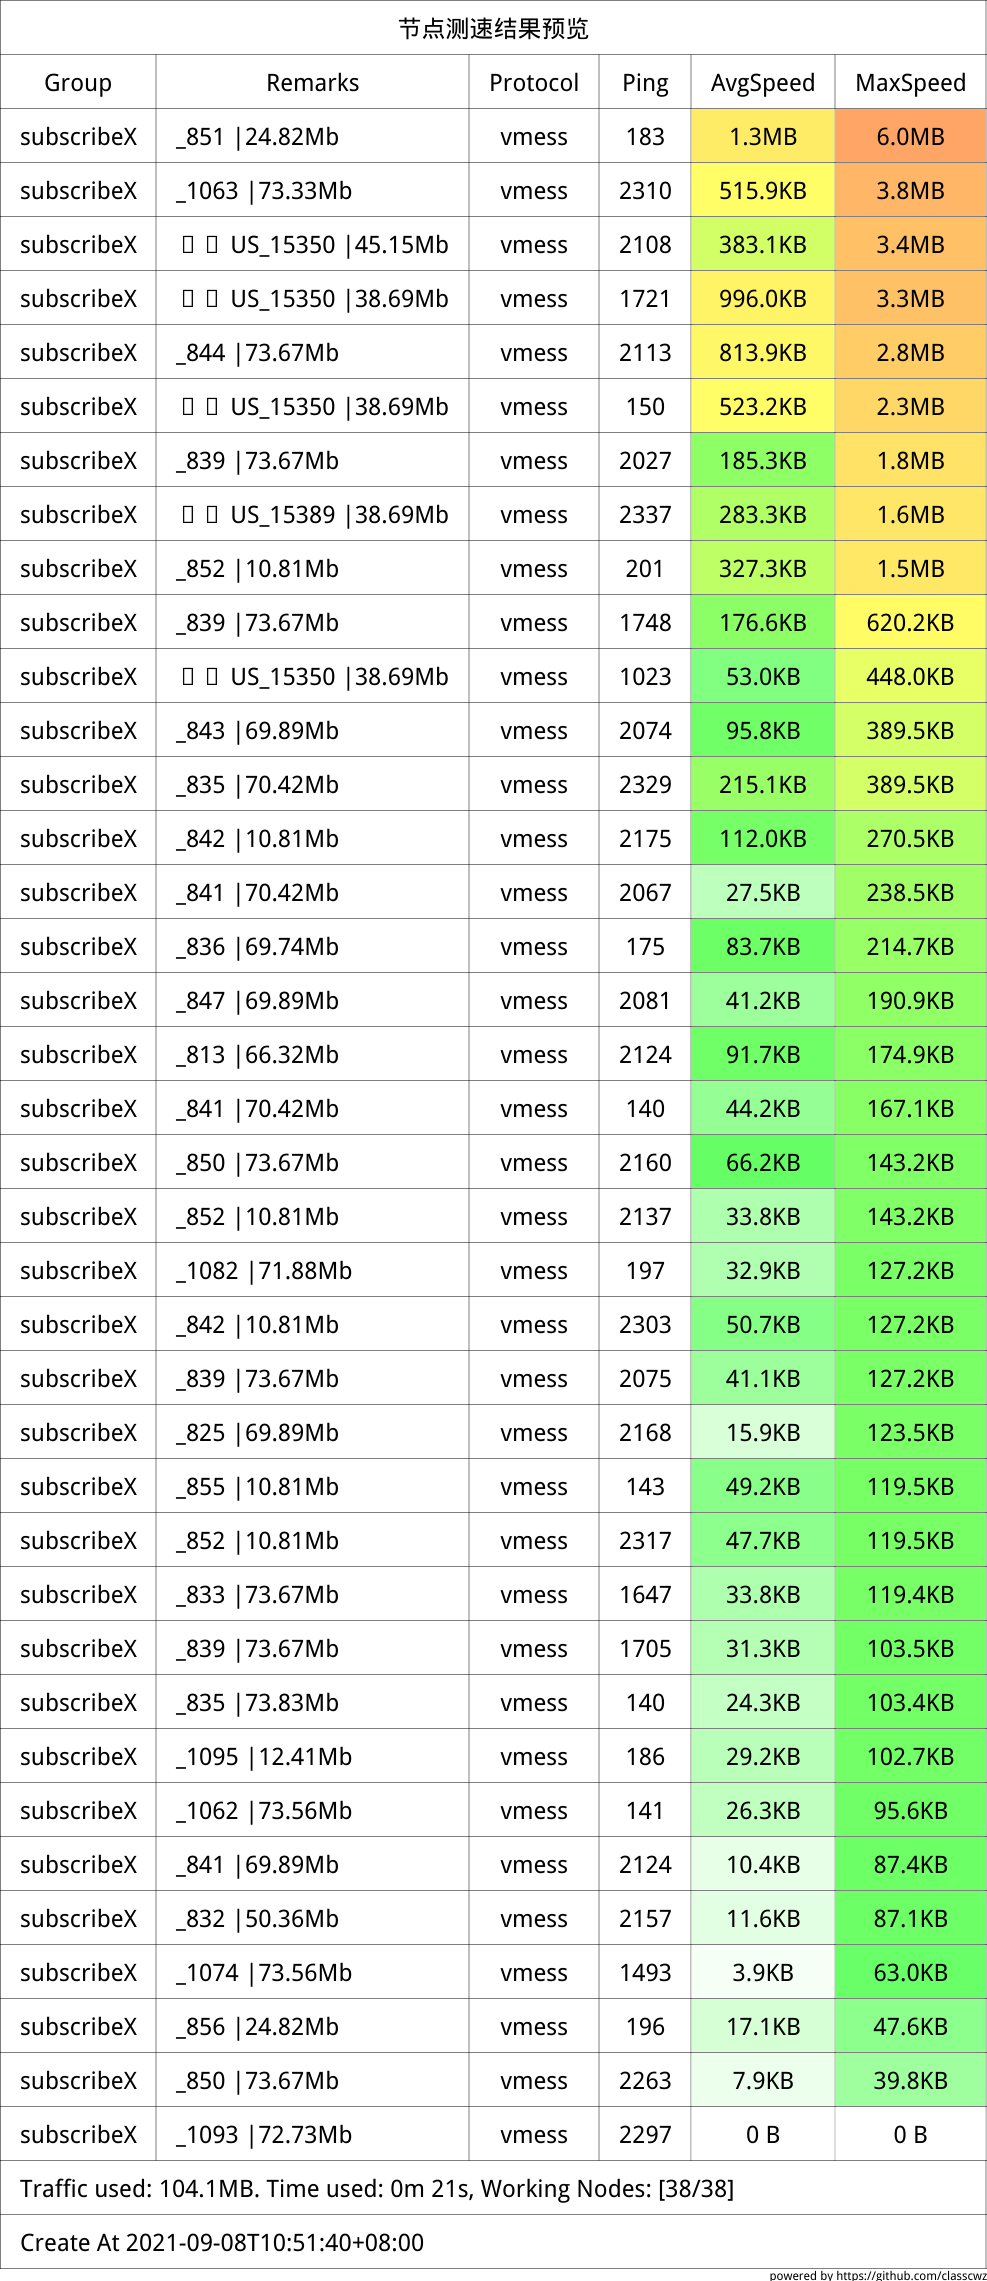 节点测速结果预览
Group Remarks Protocol Ping AvgSpeed MaxSpeed
subscribeX _851 |24.82Mb vmess 183 1.3MB 6.0MB
subscribeX _1063 |73.33Mb vmess 2310 515.9KB 3.8MB
subscribeX US_15350 |45.15Mb vmess 2108 383.1KB 3.4MB
subscribeX US_15350 |38.69Mb vmess 1721 996.0KB 3.3MB
subscribeX _844 |73.67Mb vmess 2113 813.9KB 2.8MB
subscribeX US_15350 |38.69Mb vmess 150 523.2KB 2.3MB
subscribeX _839 |73.67Mb vmess 2027 185.3KB 1.8MB
subscribeX US_15389 |38.69Mb vmess 2337 283.3KB 1.6MB
subscribeX _852 |10.81Mb vmess 201 327.3KB 1.5MB
subscribeX _839 |73.67Mb vmess 1748 176.6KB 620.2KB
subscribeX US_15350 |38.69Mb vmess 1023 53.0KB 448.0KB
subscribeX _843 |69.89Mb vmess 2074 95.8KB 389.5KB
subscribeX _835 |70.42Mb vmess 2329 215.1KB 389.5KB
subscribeX _842 |10.81Mb vmess 2175 112.0KB 270.5KB
subscribeX _841 |70.42Mb vmess 2067 27.5KB 238.5KB
subscribeX _836 |69.74Mb vmess 175 83.7KB 214.7KB
subscribeX _847 |69.89Mb vmess 2081 41.2KB 190.9KB
subscribeX _813 |66.32Mb vmess 2124 91.7KB 174.9KB
subscribeX _841 |70.42Mb vmess 140 44.2KB 167.1KB
subscribeX _850 |73.67Mb vmess 2160 66.2KB 143.2KB
subscribeX _852 |10.81Mb vmess 2137 33.8KB 143.2KB
subscribeX _1082 |71.88Mb vmess 197 32.9KB 127.2KB
subscribeX _842 |10.81Mb vmess 2303 50.7KB 127.2KB
subscribeX _839 |73.67Mb vmess 2075 41.1KB 127.2KB
subscribeX _825 |69.89Mb vmess 2168 15.9KB 123.5KB
subscribeX _855 |10.81Mb vmess 143 49.2KB 119.5KB
subscribeX _852 |10.81Mb vmess 2317 47.7KB 119.5KB
subscribeX _833 |73.67Mb vmess 1647 33.8KB 119.4KB
subscribeX _839 |73.67Mb vmess 1705 31.3KB 103.5KB
subscribeX _835 |73.83Mb vmess 140 24.3KB 103.4KB
subscribeX _1095 |12.41Mb vmess 186 29.2KB 102.7KB
subscribeX _1062 |73.56Mb vmess 141 26.3KB 95.6KB
subscribeX _841 |69.89Mb vmess 2124 10.4KB 87.4KB
subscribeX _832 |50.36Mb vmess 2157 11.6KB 87.1KB
subscribeX _1074 |73.56Mb vmess 1493 3.9KB 63.0KB
subscribeX _856 |24.82Mb vmess 196 17.1KB 47.6KB
subscribeX _850 |73.67Mb vmess 2263 7.9KB 39.8KB
subscribeX _1093 |72.73Mb vmess 2297 0 B 0 B
Traffic used: 104.1MB. Time used: 0m 21s, Working Nodes: [38/38]
Create At 2021-09-08T10:51:40+08:00
powered by https://github.com/classcwz